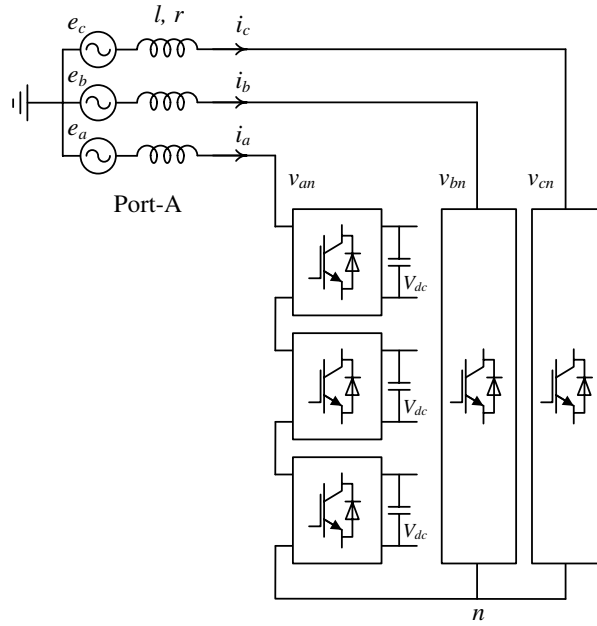 e_c
l, r
i_c
e_b
i_b
e_a
i_a
Port-A
v_an
v_bn
v_cn
V_dc
V_dc
V_dc
n